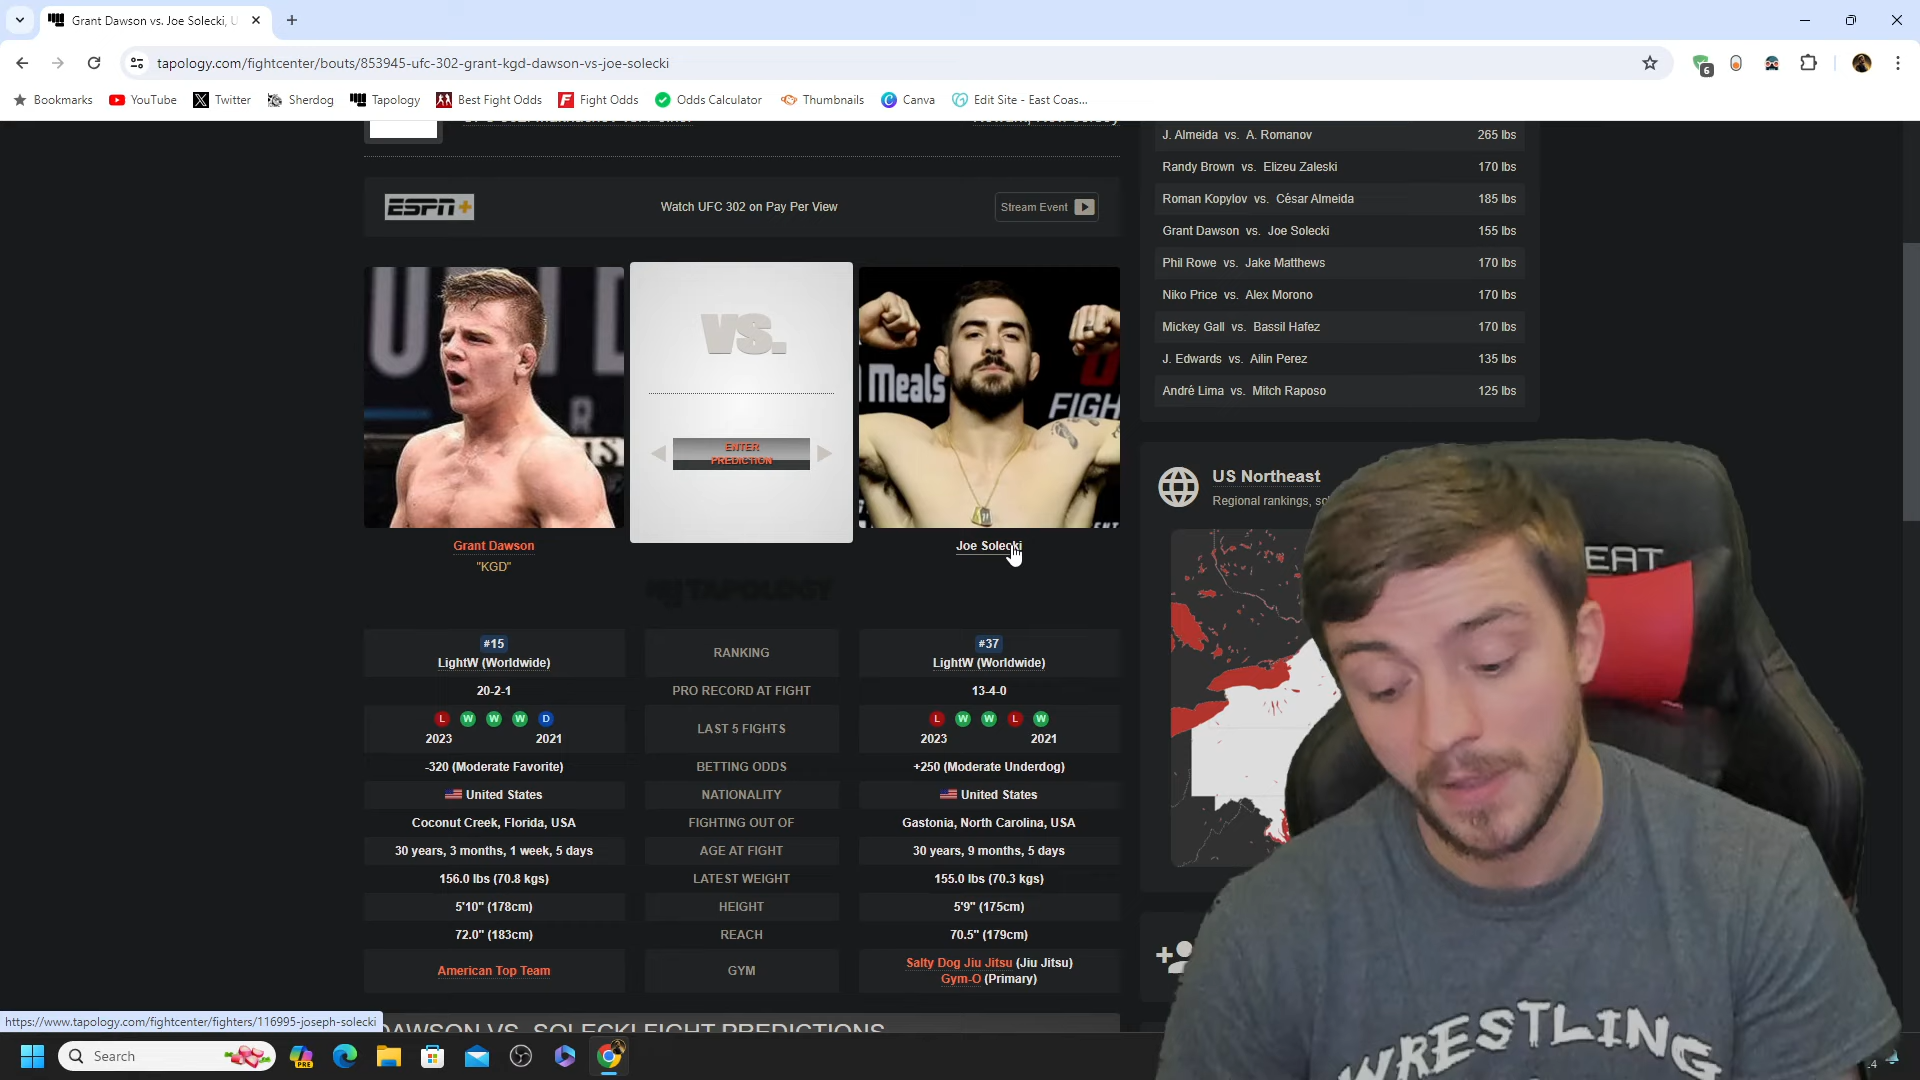 Grant Dawson vs. Joe Solecki, U
tapology.com/fightcenter/bouts/853945-ufc-302-grant-kgd-dawson-vs-joe-solecki
6
Bookmarks YouTube Twitter Sherdog Tapology Best Fight Odds Fight Odds Odds Calculator Thumbnails Canva Edit Site - East Coas...
J. Almeida vs. A. Romanov 265 lbs
Randy Brown vs. Elizeu Zaleski 170 lbs
Roman Kopylov vs. César Almeida 185 lbs
Grant Dawson vs. Joe Solecki 155 lbs
Phil Rowe vs. Jake Matthews 170 lbs
Niko Price vs. Alex Morono 170 lbs
Mickey Gall vs. Bassil Hafez 170 lbs
J. Edwards vs. Ailin Perez 135 lbs
André Lima vs. Mitch Raposo 125 lbs
ESPN+ Watch UFC 302 on Pay Per View Stream Event
VS.
Meals
FIGH
ENTER
PREDICTION
Grant Dawson
"KGD"
Joe Solecki
TAPOLOGY
US Northeast
Regional rankings,
#15 RANKING #37
LightW (Worldwide) LightW (Worldwide)
20-2-1 PRO RECORD AT FIGHT 13-4-0
L W W W D LAST 5 FIGHTS L W W L W
2023 2021 2023 2021
-320 (Moderate Favorite) BETTING ODDS +250 (Moderate Underdog)
United States NATIONALITY United States
Coconut Creek, Florida, USA FIGHTING OUT OF Gastonia, North Carolina, USA
30 years, 3 months, 1 week, 5 days AGE AT FIGHT 30 years, 9 months, 5 days
156.0 lbs (70.8 kgs) LATEST WEIGHT 155.0 lbs (70.3 kgs)
5'10" (178cm) HEIGHT 5'9" (175cm)
72.0" (183cm) REACH 70.5" (179cm)
American Top Team GYM Salty Dog Jiu Jitsu (Jiu Jitsu)
Gym-O (Primary)
DAWSON VS. SOLECKI FIGHT PREDICTIONS
https://www.tapology.com/fightcenter/fighters/116995-joseph-solecki
Search
PRE
EAT
WRESTLING